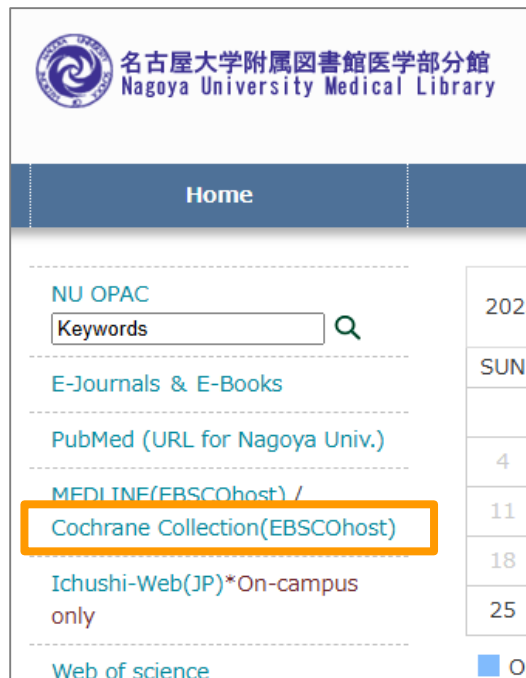 名古屋大学附属図書館医学部分館
Nagoya University Medical Library
Home
NU OPAC
Keywords
E-Journals & E-Books
PubMed (URL for Nagoya Univ.)
MEDLINE(EBSCOhost) /
Cochrane Collection(EBSCOhost)
Ichushi-Web(JP)*On-campus
only
Web of science
202
SUN
4
11
18
25
O